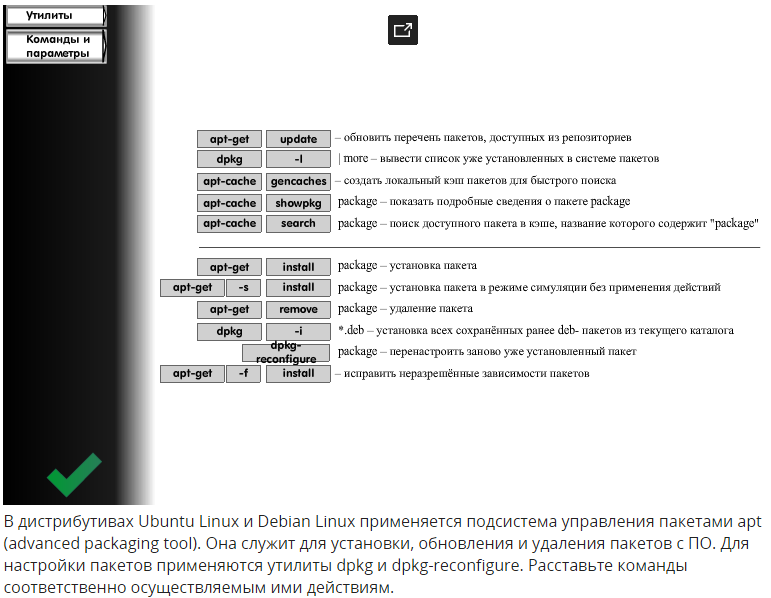 Утилиты
Команды и
параметры
apt-get update – обновить перечень пакетов, доступных из репозиториев
dpkg -l | more – вывести список уже установленных в системе пакетов
apt-cache gencaches – создать локальный кэш пакетов для быстрого поиска
apt-cache showpkg package – показать подробные сведения о пакете package
apt-cache search package – поиск доступного пакета в кэше, название которого содержит "package"
apt-get install package – установка пакета
apt-get -s install package – установка пакета в режиме симуляции без применения действий
apt-get remove package – удаление пакета
dpkg -i *.deb – установка всех сохранённых ранее deb- пакетов из текущего каталога
dpkg-
reconfigure package – перенастроить заново уже установленный пакет
apt-get -f install – исправить неразрешённые зависимости пакетов
В дистрибутивах Ubuntu Linux и Debian Linux применяется подсистема управления пакетами apt
(advanced packaging tool). Она служит для установки, обновления и удаления пакетов с ПО. Для
настройки пакетов применяются утилиты dpkg и dpkg-reconfigure. Расставьте команды
соответственно осуществляемым ими действиям.